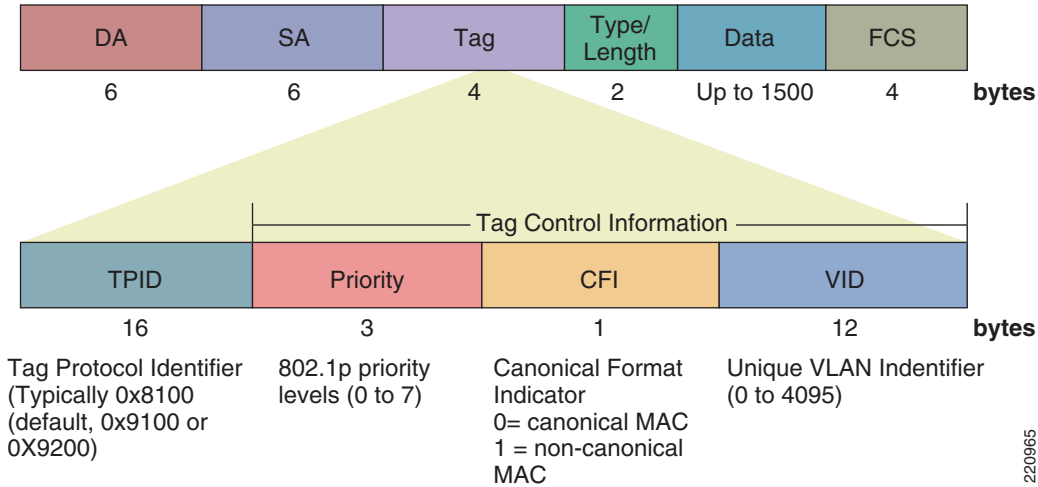 DA SA Tag Type/ Data FCS
Length
6 6 4 2 Up to 1500 4 bytes
Tag Control Information
TPID Priority CFI VID
16 3 1 12 bytes
Tag Protocol Identifier
(Typically 0x8100
(default, 0x9100 or
0X9200)
802.1p priority
levels (0 to 7)
Canonical Format
Indicator
0= canonical MAC
1 = non-canonical
MAC
Unique VLAN Indentifier
(0 to 4095)
220965